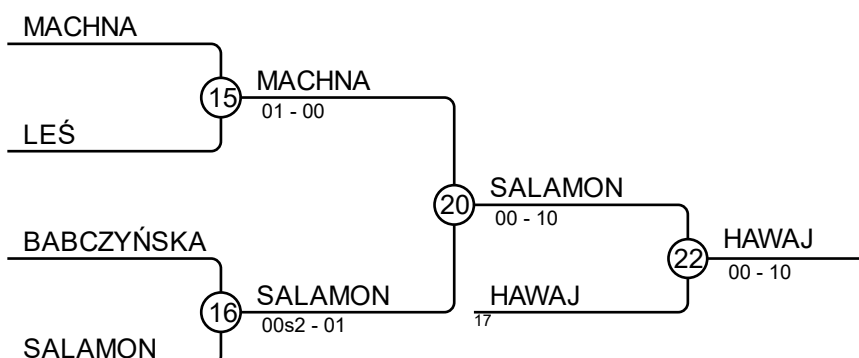 MACHNA
15
MACHNA
01 - 00
LEŚ
20
SALAMON
00 - 10
BABCZYŃSKA
22
HAWAJ
00 - 10
16
SALAMON
00s2 - 01
HAWAJ
17
SALAMON